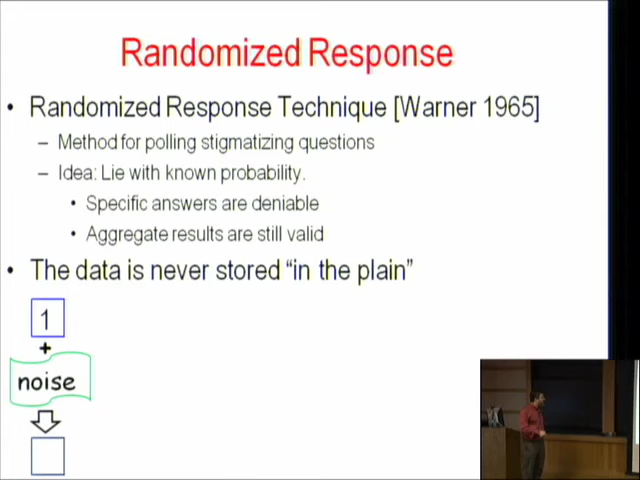 Randomized Response
• Randomized Response Technique [Warner 1965]
– Method for polling stigmatizing questions
– Idea: Lie with known probability.
• Specific answers are deniable
• Aggregate results are still valid
• The data is never stored “in the plain”
1
+
noise